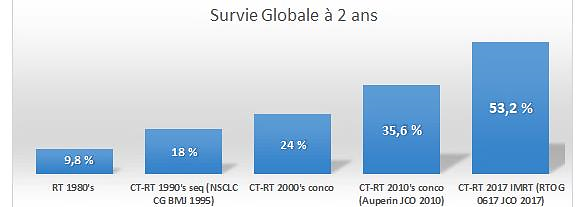 Survie Globale à 2 ans
9,8 %
18 %
24 %
35,6 %
53,2 %
RT 1980's
CT-RT 1990's seq (NSCLC
CG BMJ 1995)
CT-RT 2000's conco
CT-RT 2010's conco
(Auperin JCO 2010)
CT-RT 2017 IMRT (RTOG
0617 JCO 2017)